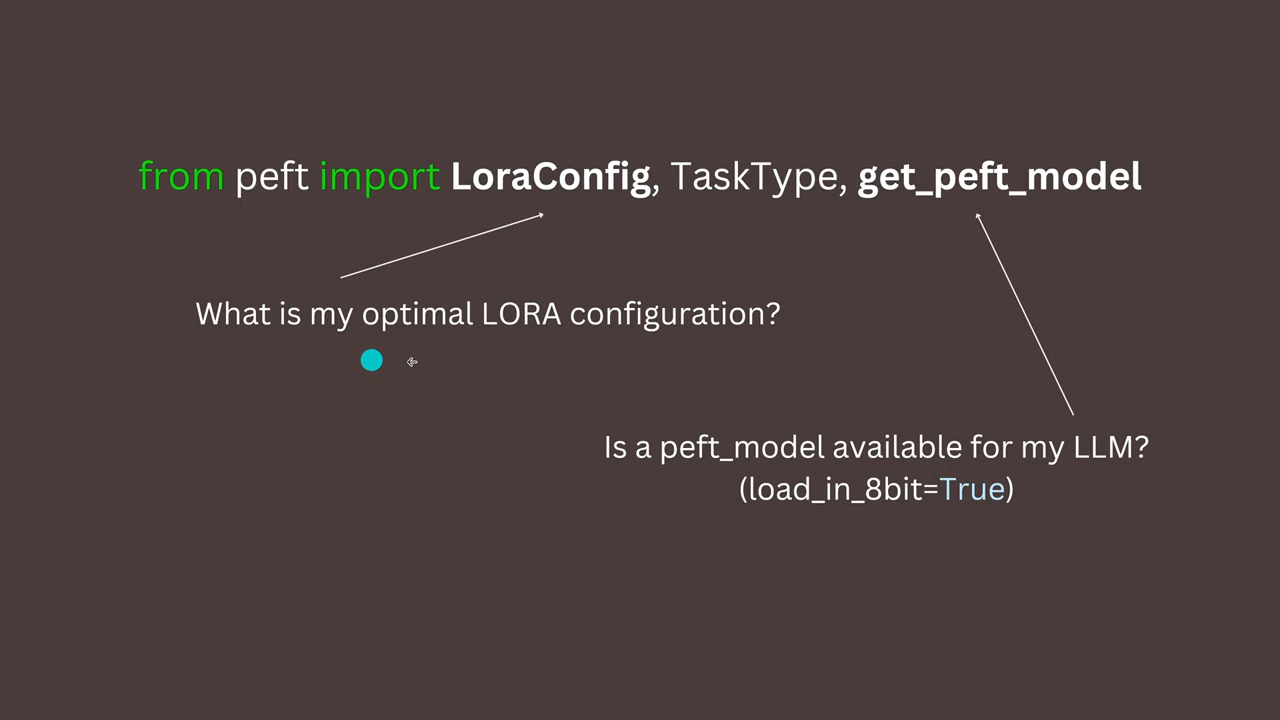 from peft import LoraConfig, TaskType, get_peft_model
What is my optimal LORA configuration?
Is a peft_model available for my LLM?
(load_in_8bit=True)